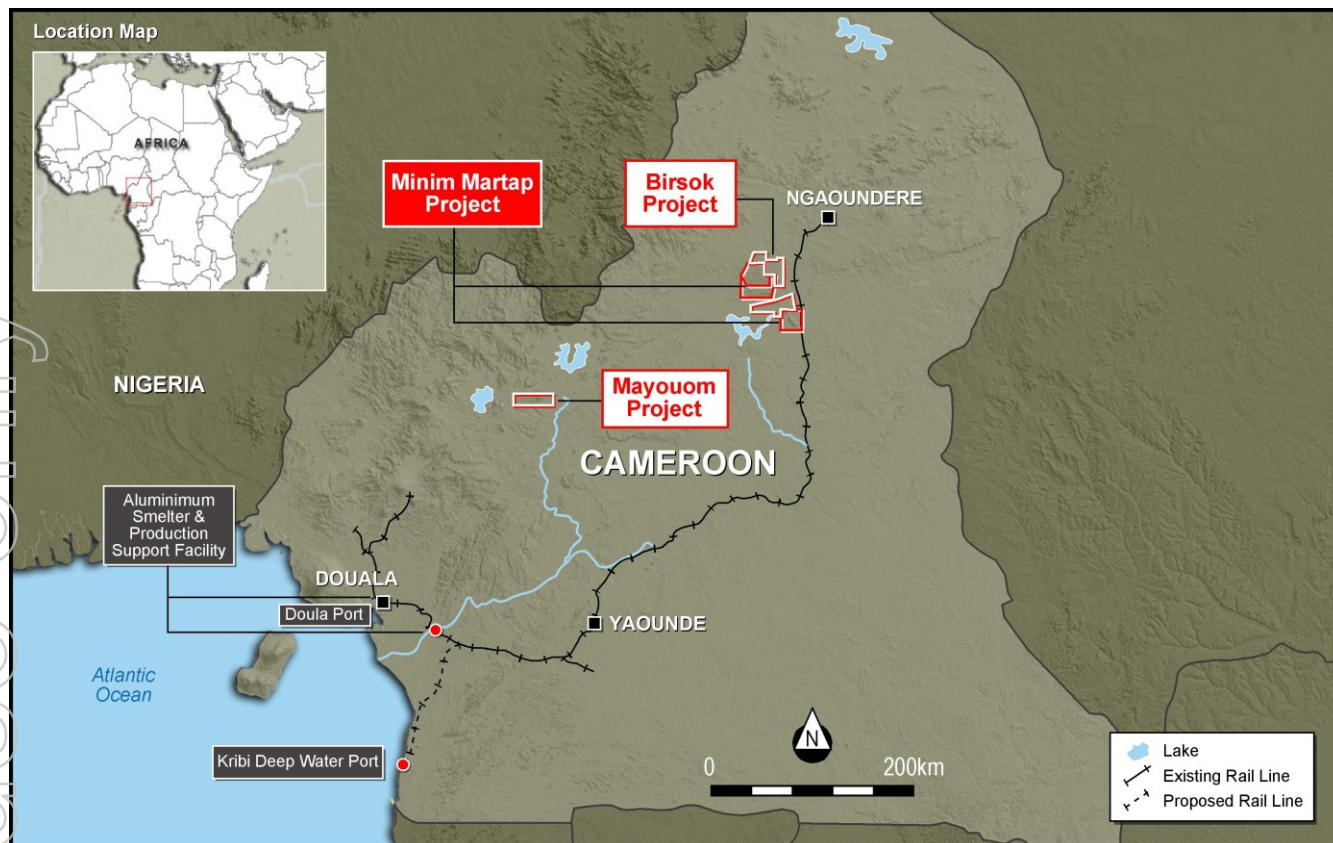 Location Map
AFRICA
Minim Martap
Project
Birsok
Project
NGAOUNDERE
NIGERIA
Mayouom
Project
CAMEROON
Aluminimum
Smelter &
Production
Support Facility
DOUALA
Doula Port
YAOUNDE
Atlantic
Ocean
Kribi Deep Water Port
N
0 200km
Lake
Existing Rail Line
Proposed Rail Line